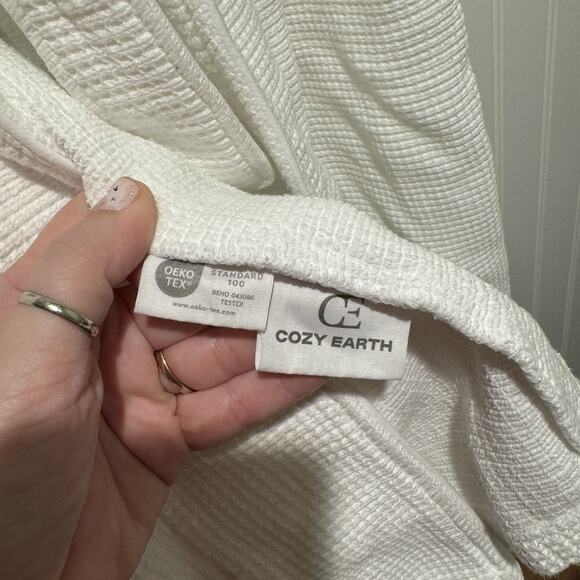 OEKO
TEX®
STANDARD
100
BEHO 043086
TESTEX
www.oeko-tex.com
CE
COZY EARTH